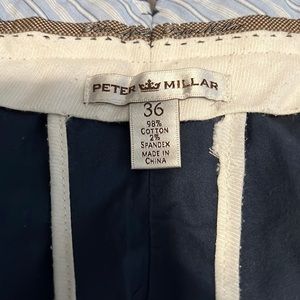 PETER MILLAR
36
98%
COTTON
2%
SPANDEX
MADE IN
CHINA